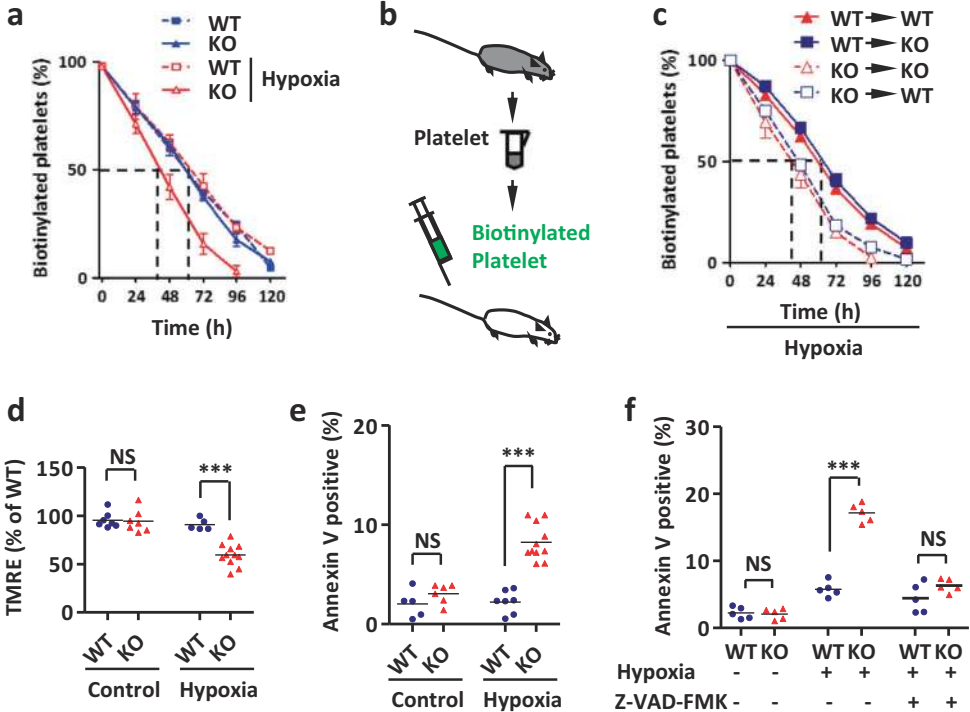 a
WT
KO
WT
KO
Hypoxia
Biotinylated platelets (%)
100
50
0
0 24 48 72 96 120
Time (h)
b
Platelet
Biotinylated
Platelet
c
WT WT
WT KO
KO KO
KO WT
Biotinylated platelets (%)
100
50
0
0 24 48 72 96 120
Time (h)
Hypoxia
d
TMRE (% of WT)
150
100
50
0
NS
***
WT KO WT KO
Control Hypoxia
e
Annexin V positive (%)
20
10
0
NS
***
WT KO WT KO
Control Hypoxia
f
Annexin V positive (%)
30
20
10
0
NS
***
NS
WT KO WT KO WT KO
Hypoxia - - + + + +
Z-VAD-FMK - - - - + +